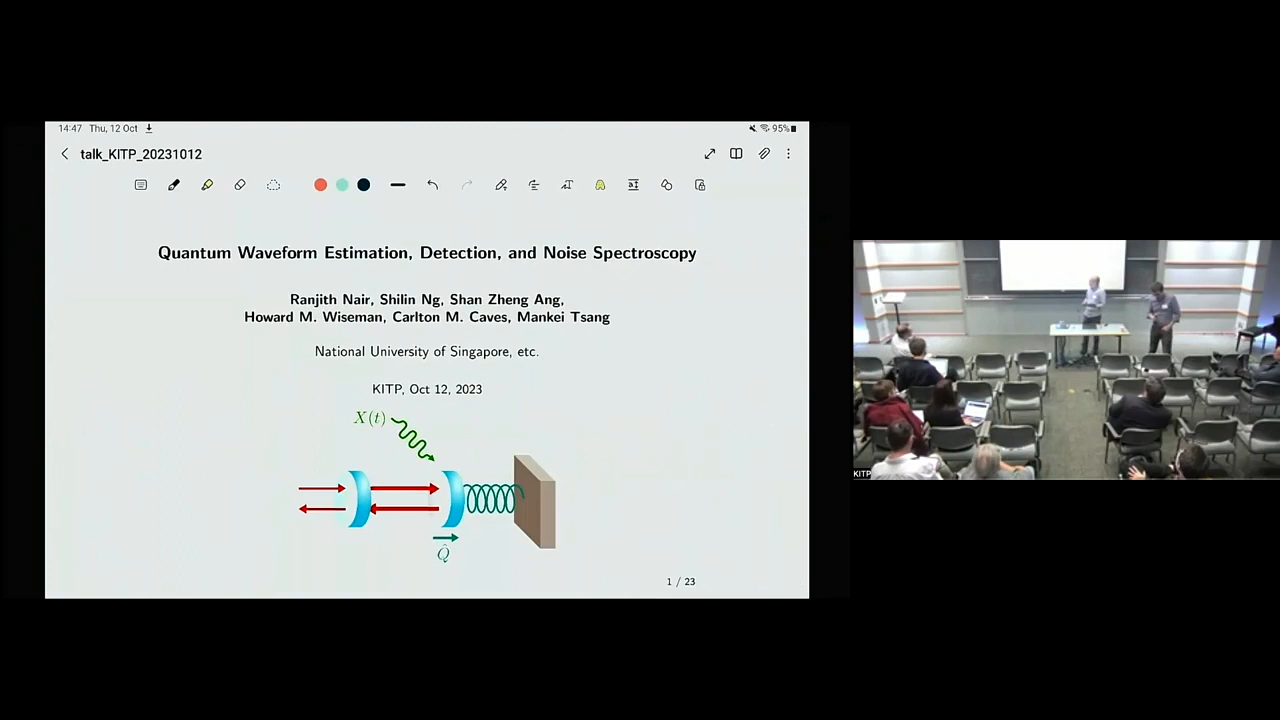 14:47 Thu, 12 Oct
95%
talk_KITP_20231012
Quantum Waveform Estimation, Detection, and Noise Spectroscopy
Ranjith Nair, Shilin Ng, Shan Zheng Ang,
Howard M. Wiseman, Carlton M. Caves, Mankei Tsang
National University of Singapore, etc.
KITP, Oct 12, 2023
X(t)
Q̂
1 / 23
KITP